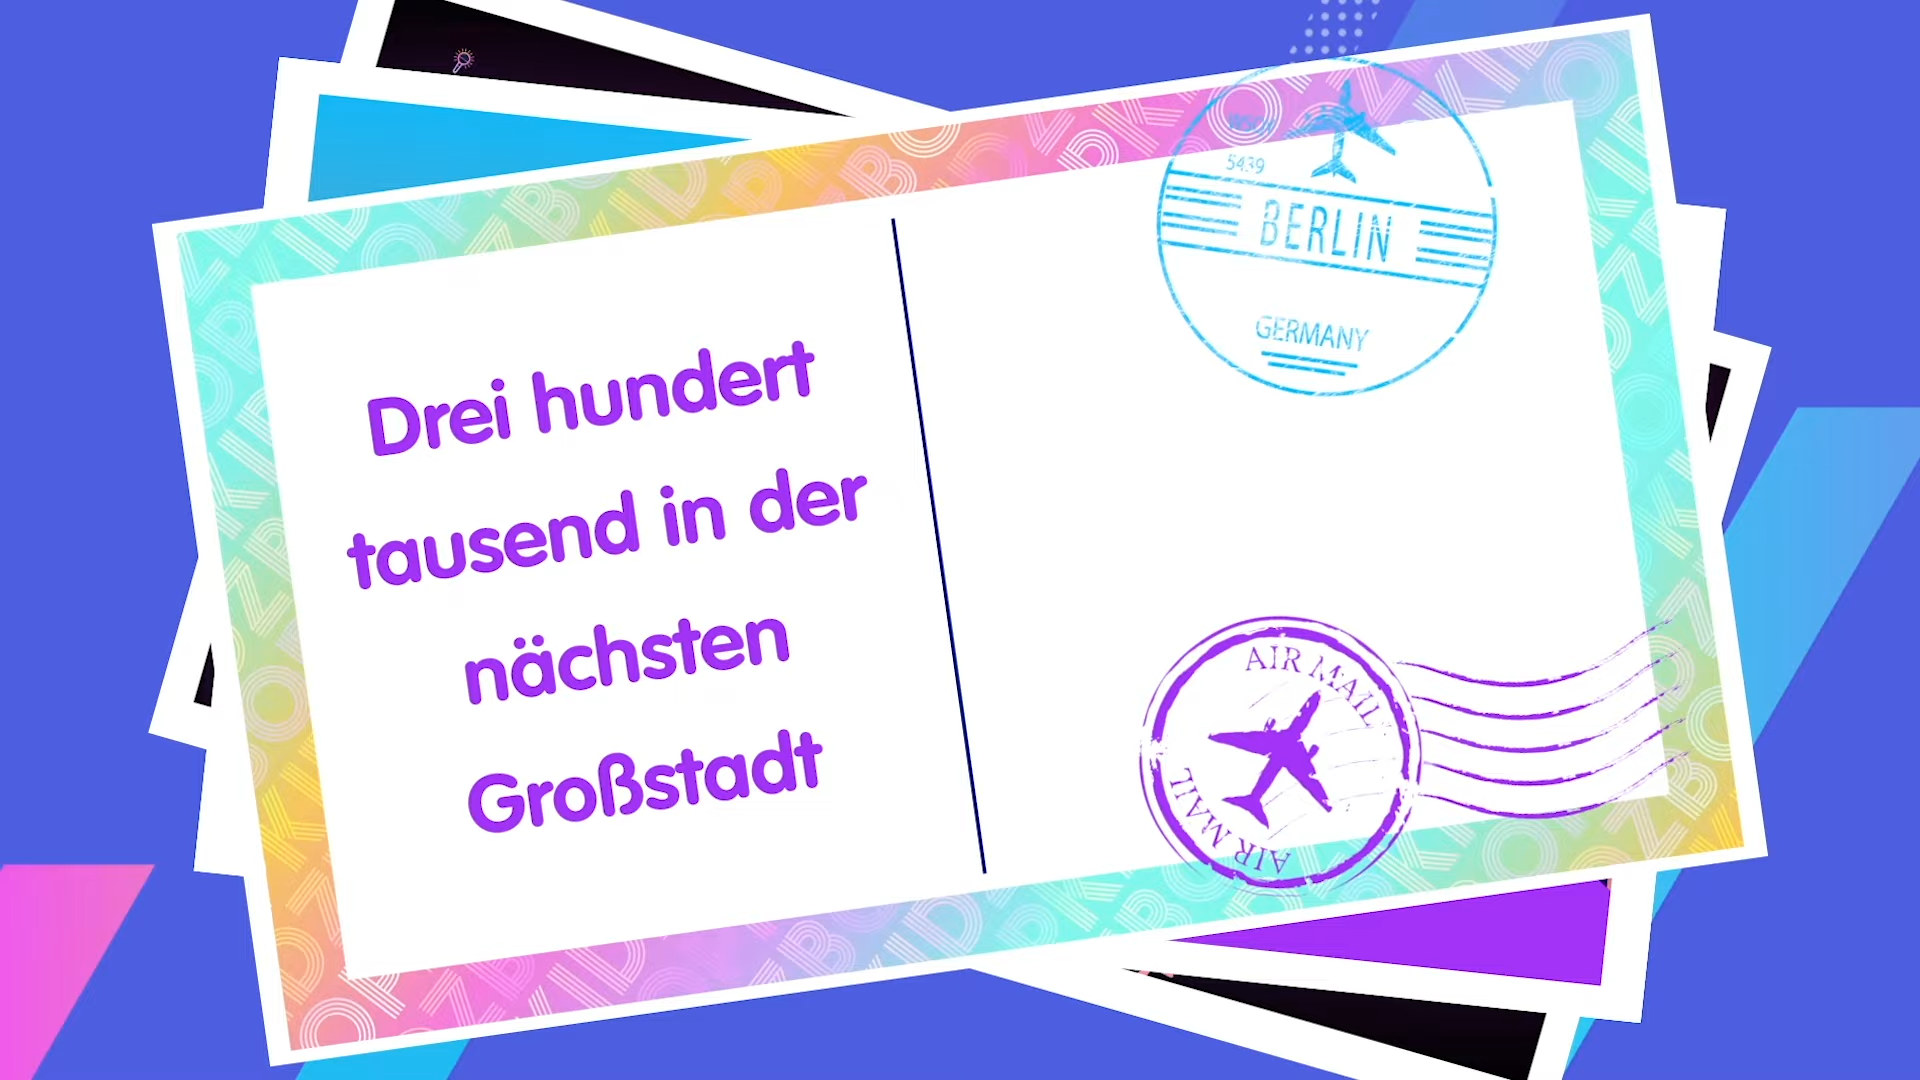 Drei hundert
tausend in der
nächsten
Großstadt
5439
BERLIN
GERMANY
AIR MAIL
AIR MAIL